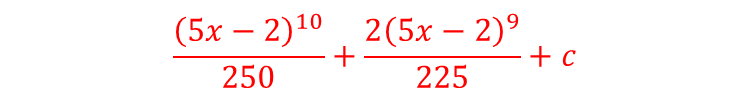 (5x − 2)¹⁰/250 + 2(5x − 2)⁹/225 + c